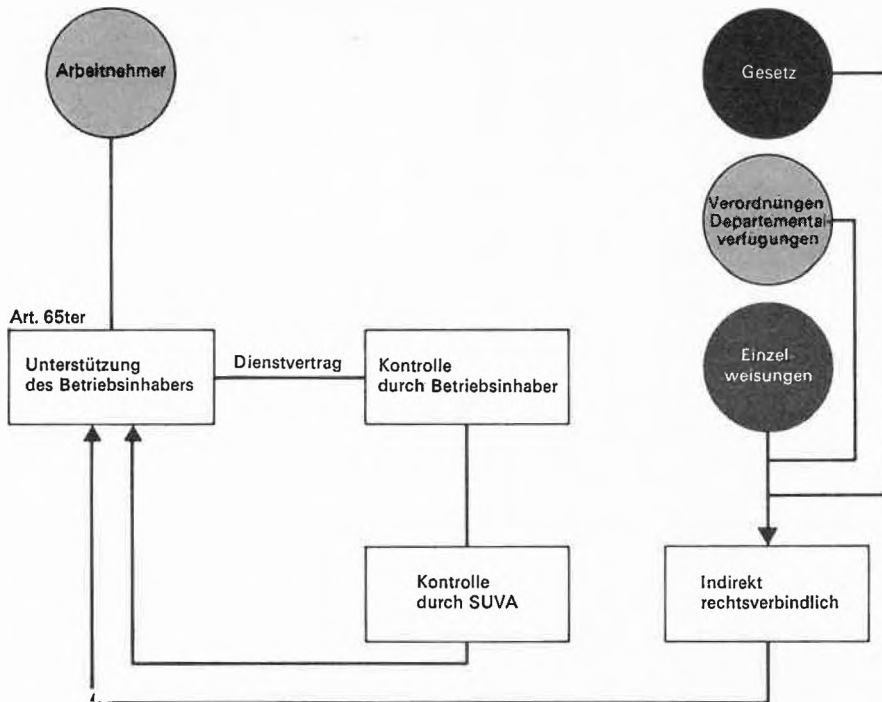 Arbeitnehmer
Gesetz
Verordnungen
Departemental-
verfügungen
Art. 65ter
Unterstützung
des Betriebsinhabers
Dienstvertrag
Kontrolle
durch Betriebsinhaber
Einzel
weisungen
Kontrolle
durch SUVA
Indirekt
rechtsverbindlich